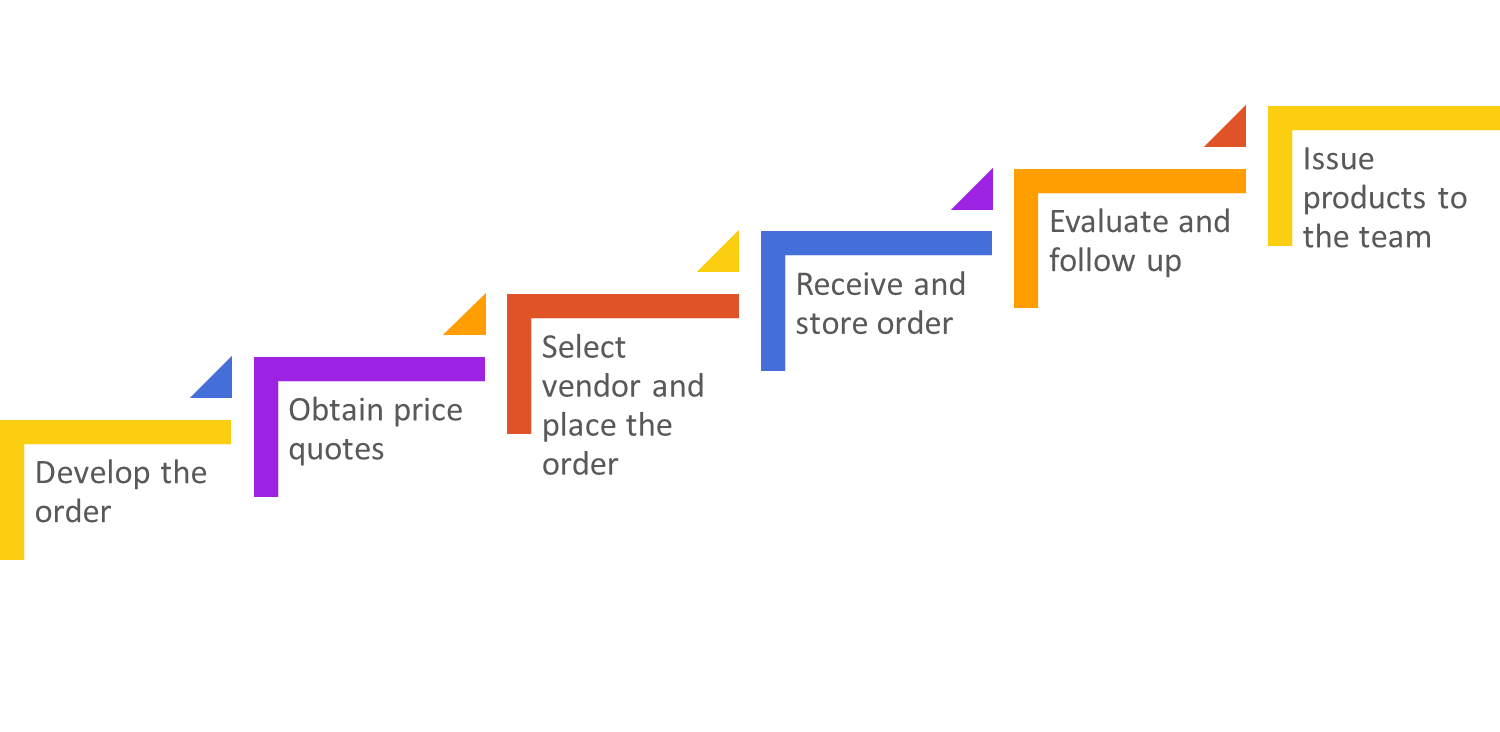 Develop the
order
Obtain price
quotes
Select
vendor and
place the
order
Receive and
store order
Evaluate and
follow up
Issue
products to
the team